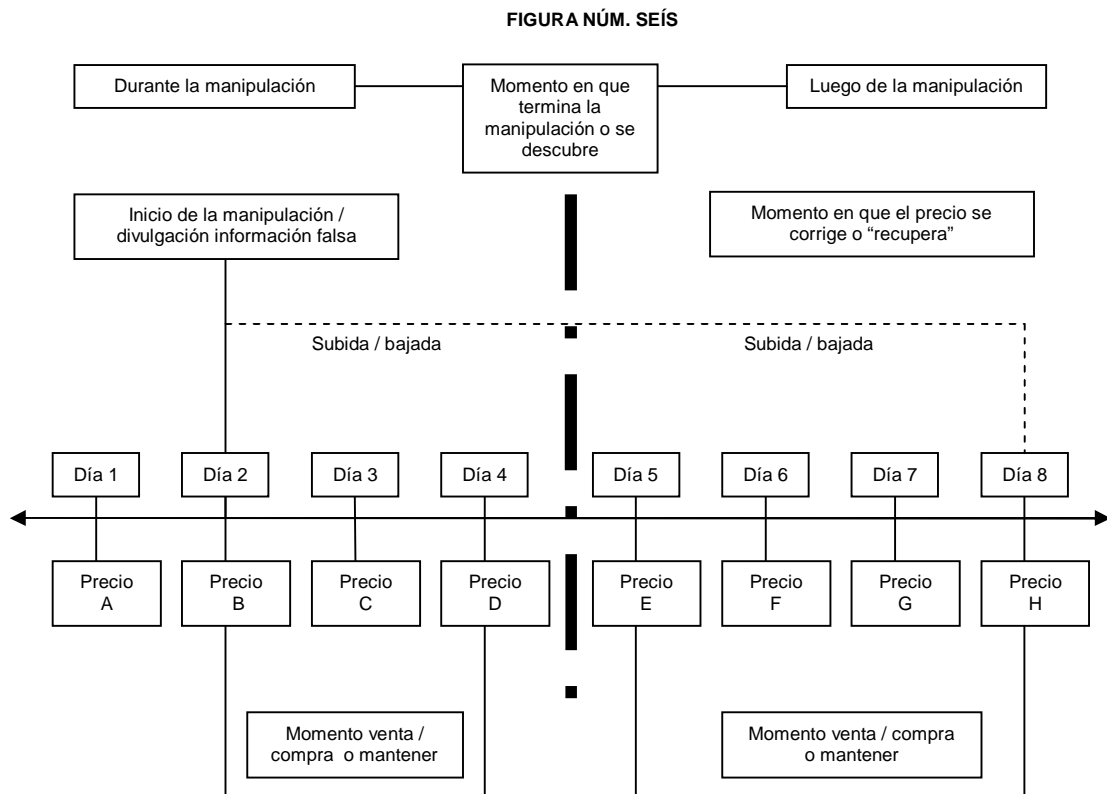 FIGURA NÚM. SEÍS
Durante la manipulación
Momento en que
termina la
manipulación o se
descubre
Luego de la manipulación
Inicio de la manipulación /
divulgación información falsa
Momento en que el precio se
corrige o “recupera”
Subida / bajada
Subida / bajada
Día 1
Día 2
Día 3
Día 4
Día 5
Día 6
Día 7
Día 8
Precio
A
Precio
B
Precio
C
Precio
D
Precio
E
Precio
F
Precio
G
Precio
H
Momento venta /
compra o mantener
Momento venta / compra
o mantener